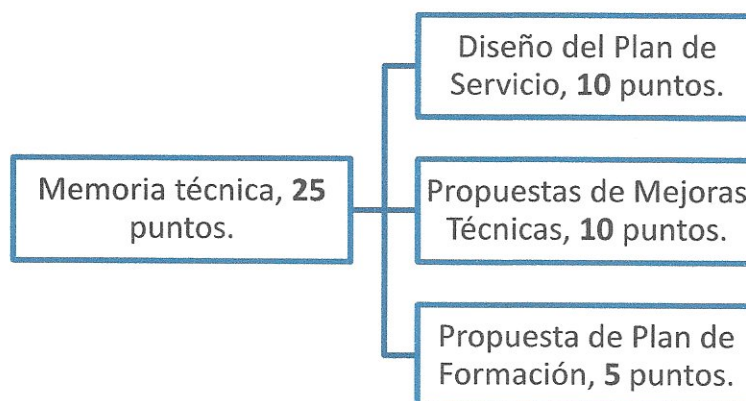 Diseño del Plan de
Servicio, 10 puntos.
Memoria técnica, 25
puntos.
Propuestas de Mejoras
Técnicas, 10 puntos.
Propuesta de Plan de
Formación, 5 puntos.